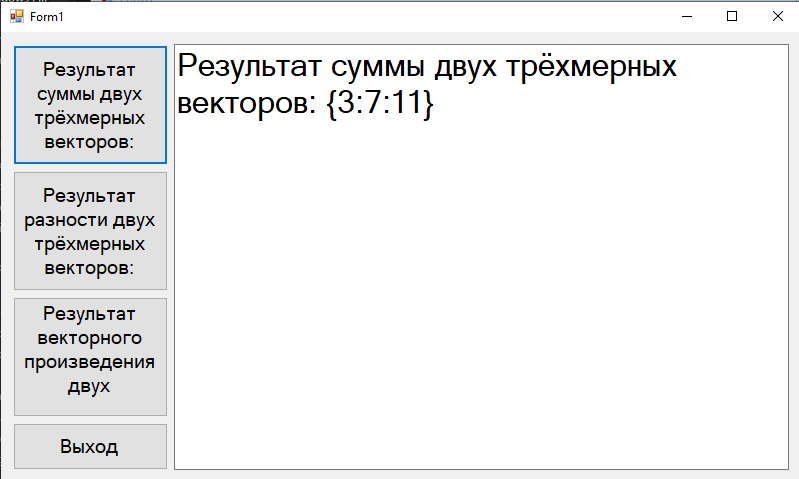 Form1
Результат
суммы двух
трёхмерных
векторов:
Результат
разности двух
трёхмерных
векторов:
Результат
векторного
произведения
двух
Выход
Результат суммы двух трёхмерных
векторов: {3:7:11}